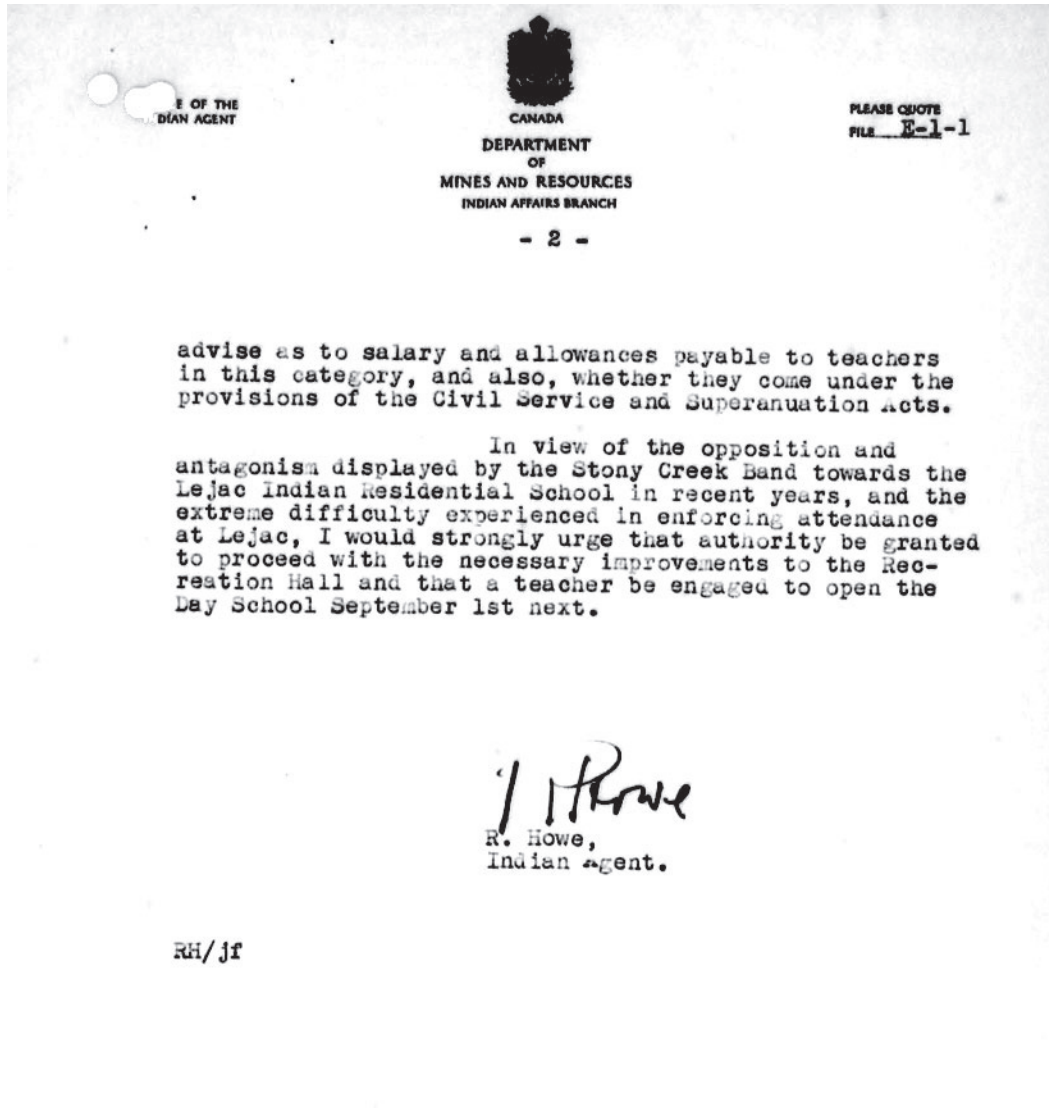 E OF THE
DIAN AGENT
CANADA
DEPARTMENT
OF
MINES AND RESOURCES
INDIAN AFFAIRS BRANCH
PLEASE QUOTE
FILE E-1-1
- 2 -
advise as to salary and allowances payable to teachers
in this category, and also, whether they come under the
provisions of the Civil Service and Superanuation Acts.
In view of the opposition and
antagonism displayed by the Stony Creek Band towards the
Lejac Indian Residential School in recent years, and the
extreme difficulty experienced in enforcing attendance
at Lejac, I would strongly urge that authority be granted
to proceed with the necessary improvements to the Rec-
reation Hall and that a teacher be engaged to open the
Day School September 1st next.
R. Howe,
Indian Agent.
RH/jf